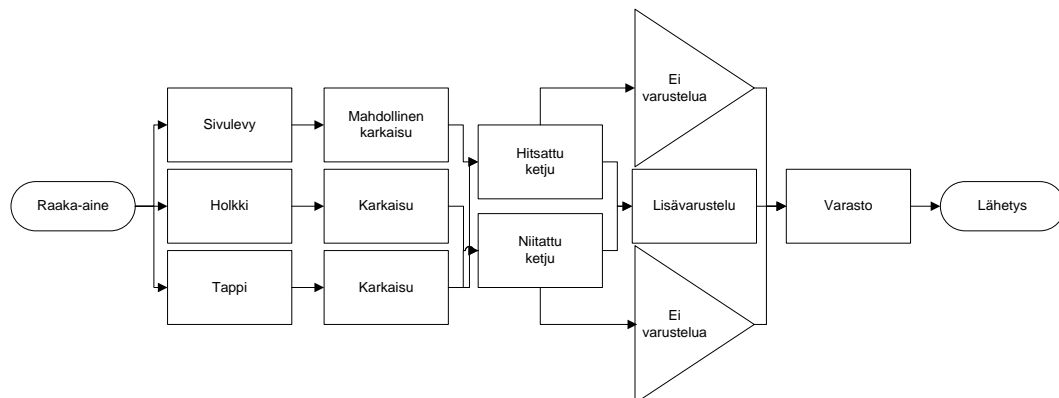 Raaka-aine
Sivulevy
Holkki
Tappi
Mahdollinen
karkaisu
Karkaisu
Karkaisu
Hitsattu
ketju
Niitattu
ketju
Ei
varustelua
Lisävarustelu
Ei
varustelua
Varasto
Lähetys